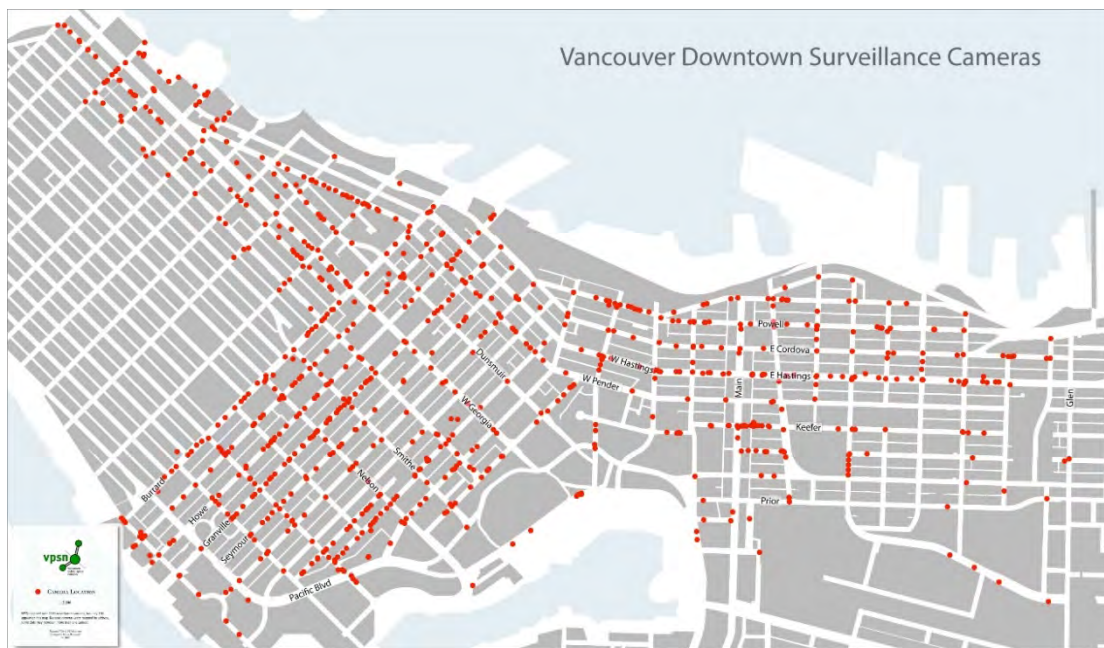 Vancouver Downtown Surveillance Cameras
Powell
E Cordova
W Hastings
E Hastings
Dunsmuir
W Pender
Main
Glen
W Georgia
Keefer
Smithe
Nelson
Burrard
Howe
Granville
Seymour
Prior
Pacific Blvd
vpsn
CAMERA LOCATION